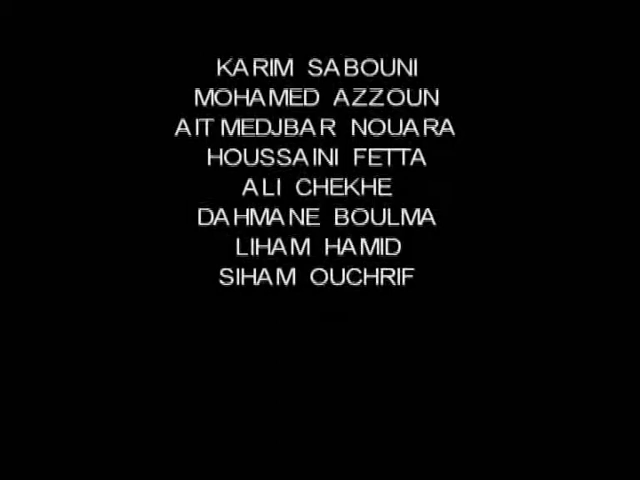 KARIM SABOUNI
MOHAMED AZZOUN
AIT MEDJBAR NOUARA
HOUSSAINI FETTA
ALI CHEKHE
DAHMANE BOULMA
LIHAM HAMID
SIHAM OUCHRIF